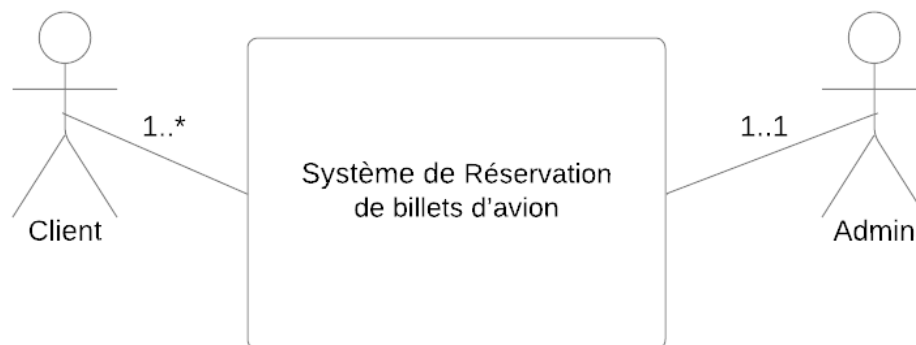 1..*
1..1
Système de Réservation
de billets d’avion
Client
Admin